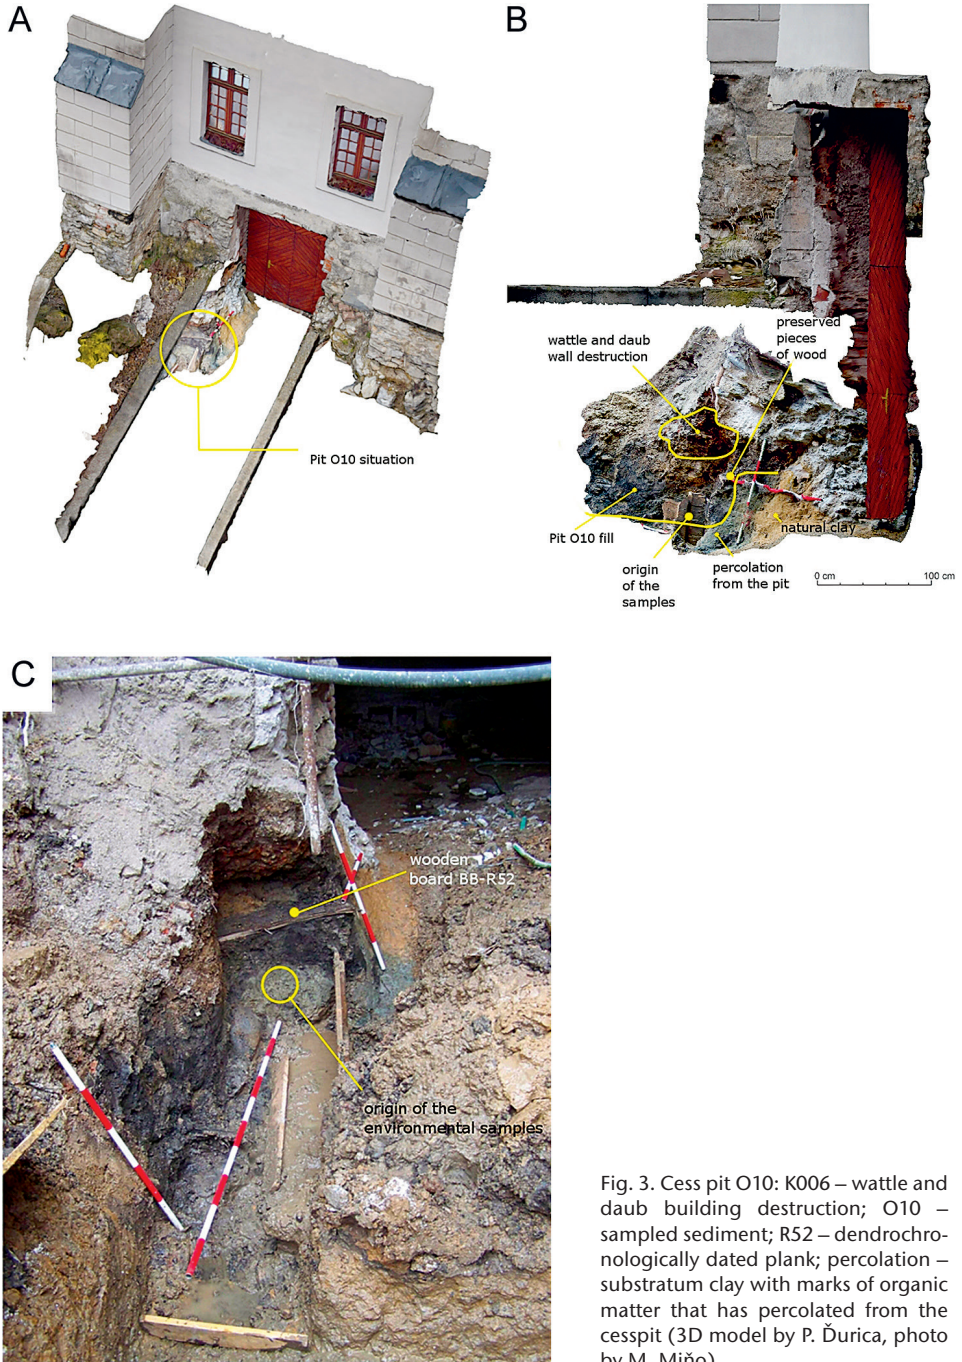 A
B
Pit O10 situation
wattle and daub
wall destruction
preserved
pieces
of wood
Pit O10 fill
natural clay
origin
of the
samples
percolation
from the pit
0 cm
100 cm
C
wooden
board BB-R52
origin of the
environmental samples
Fig. 3. Cess pit O10: K006 – wattle and
daub building destruction; O10 –
sampled sediment; R52 – dendrochro-
nologically dated plank; percolation –
substratum clay with marks of organic
matter that has percolated from the
cesspit (3D model by P. Ďurica, photo
by M. Miňo)